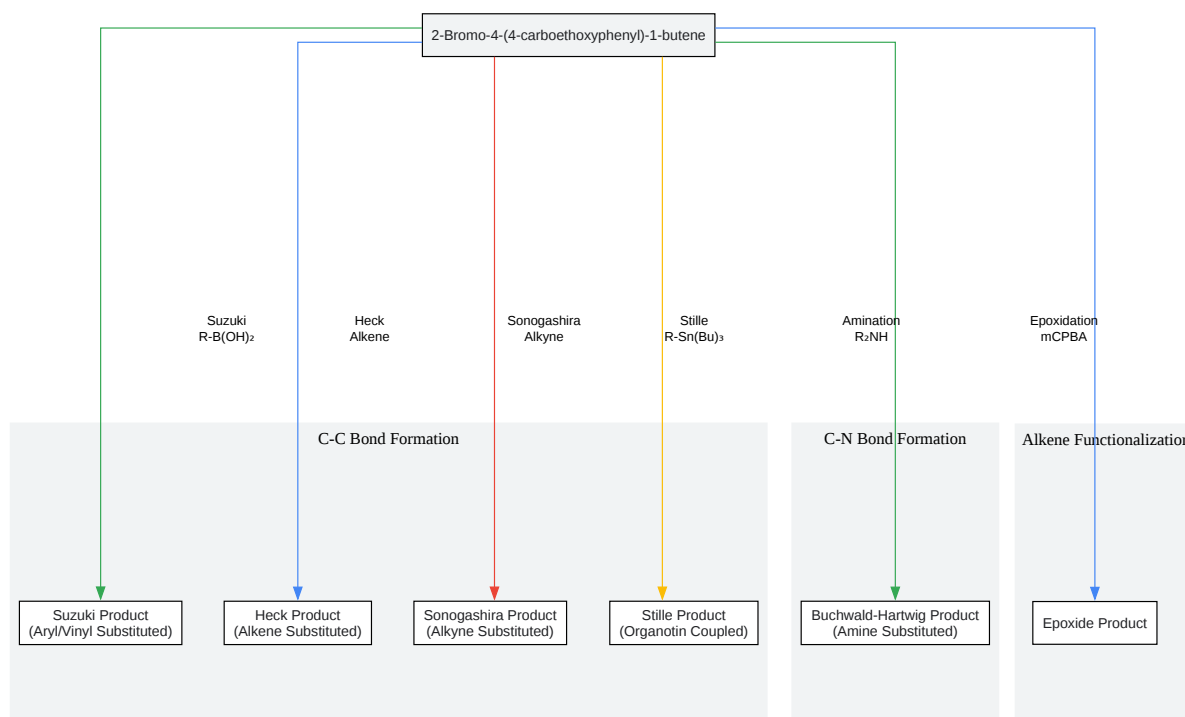 2-Bromo-4-(4-carboethoxyphenyl)-1-butene
Suzuki
R-B(OH)₂
Heck
Alkene
Sonogashira
Alkyne
Stille
R-Sn(Bu)₃
Amination
R₂NH
Epoxidation
mCPBA
C-C Bond Formation
C-N Bond Formation
Alkene Functionalization
Suzuki Product
(Aryl/Vinyl Substituted)
Heck Product
(Alkene Substituted)
Sonogashira Product
(Alkyne Substituted)
Stille Product
(Organotin Coupled)
Buchwald-Hartwig Product
(Amine Substituted)
Epoxide Product